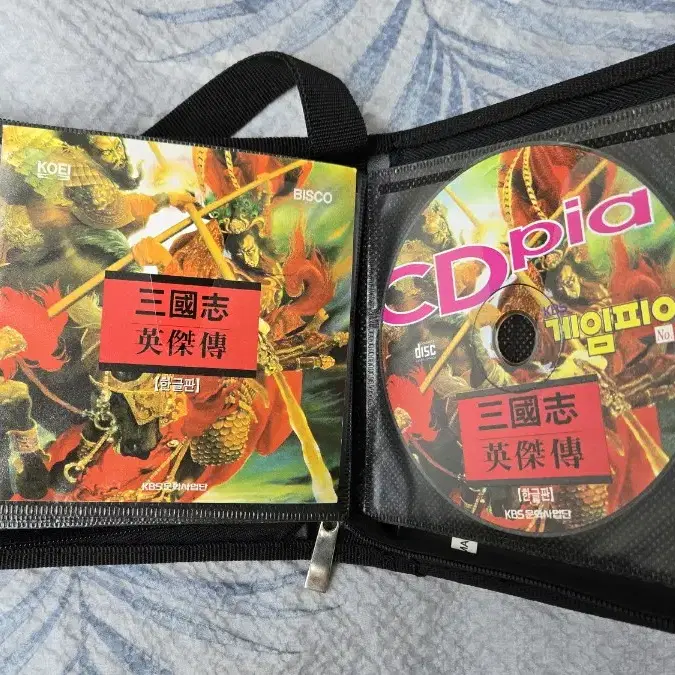 KOEI
BISCO
三國志
英傑傳
[한글판]
KBS문화사업단
CDpia
KBS
게임피아
disc
No.
三國志
英傑傳
[한글판]
KBS문화사업단
MA